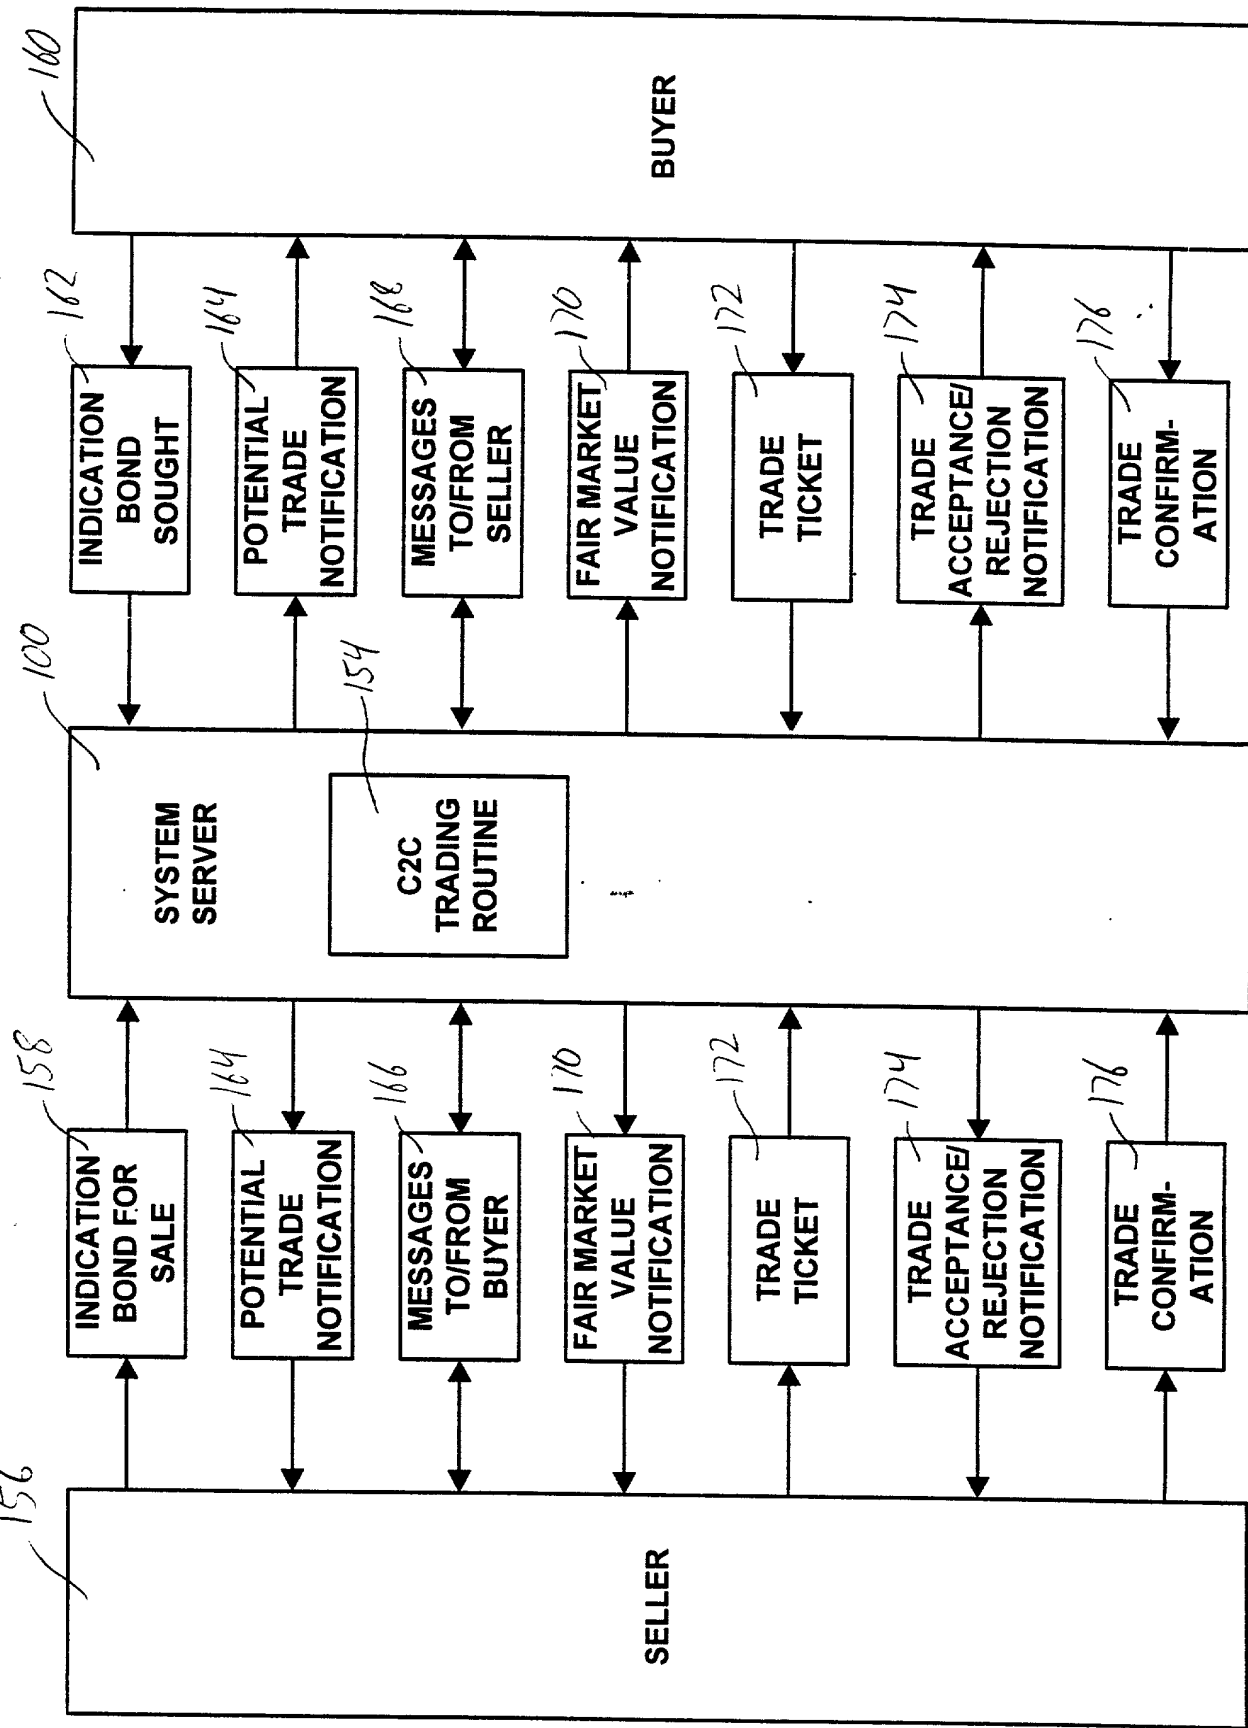 156
SELLER
158
INDICATION
BOND FOR
SALE
164
POTENTIAL
TRADE
NOTIFICATION
166
MESSAGES
TO/FROM
BUYER
170
FAIR MARKET
VALUE
NOTIFICATION
172
TRADE
TICKET
174
TRADE
ACCEPTANCE/
REJECTION
NOTIFICATION
176
TRADE
CONFIRM-
ATION
100
SYSTEM
SERVER
154
C2C
TRADING
ROUTINE
162
INDICATION
BOND
SOUGHT
164
POTENTIAL
TRADE
NOTIFICATION
168
MESSAGES
TO/FROM
SELLER
170
FAIR MARKET
VALUE
NOTIFICATION
172
TRADE
TICKET
174
TRADE
ACCEPTANCE/
REJECTION
NOTIFICATION
176
TRADE
CONFIRM-
ATION
160
BUYER